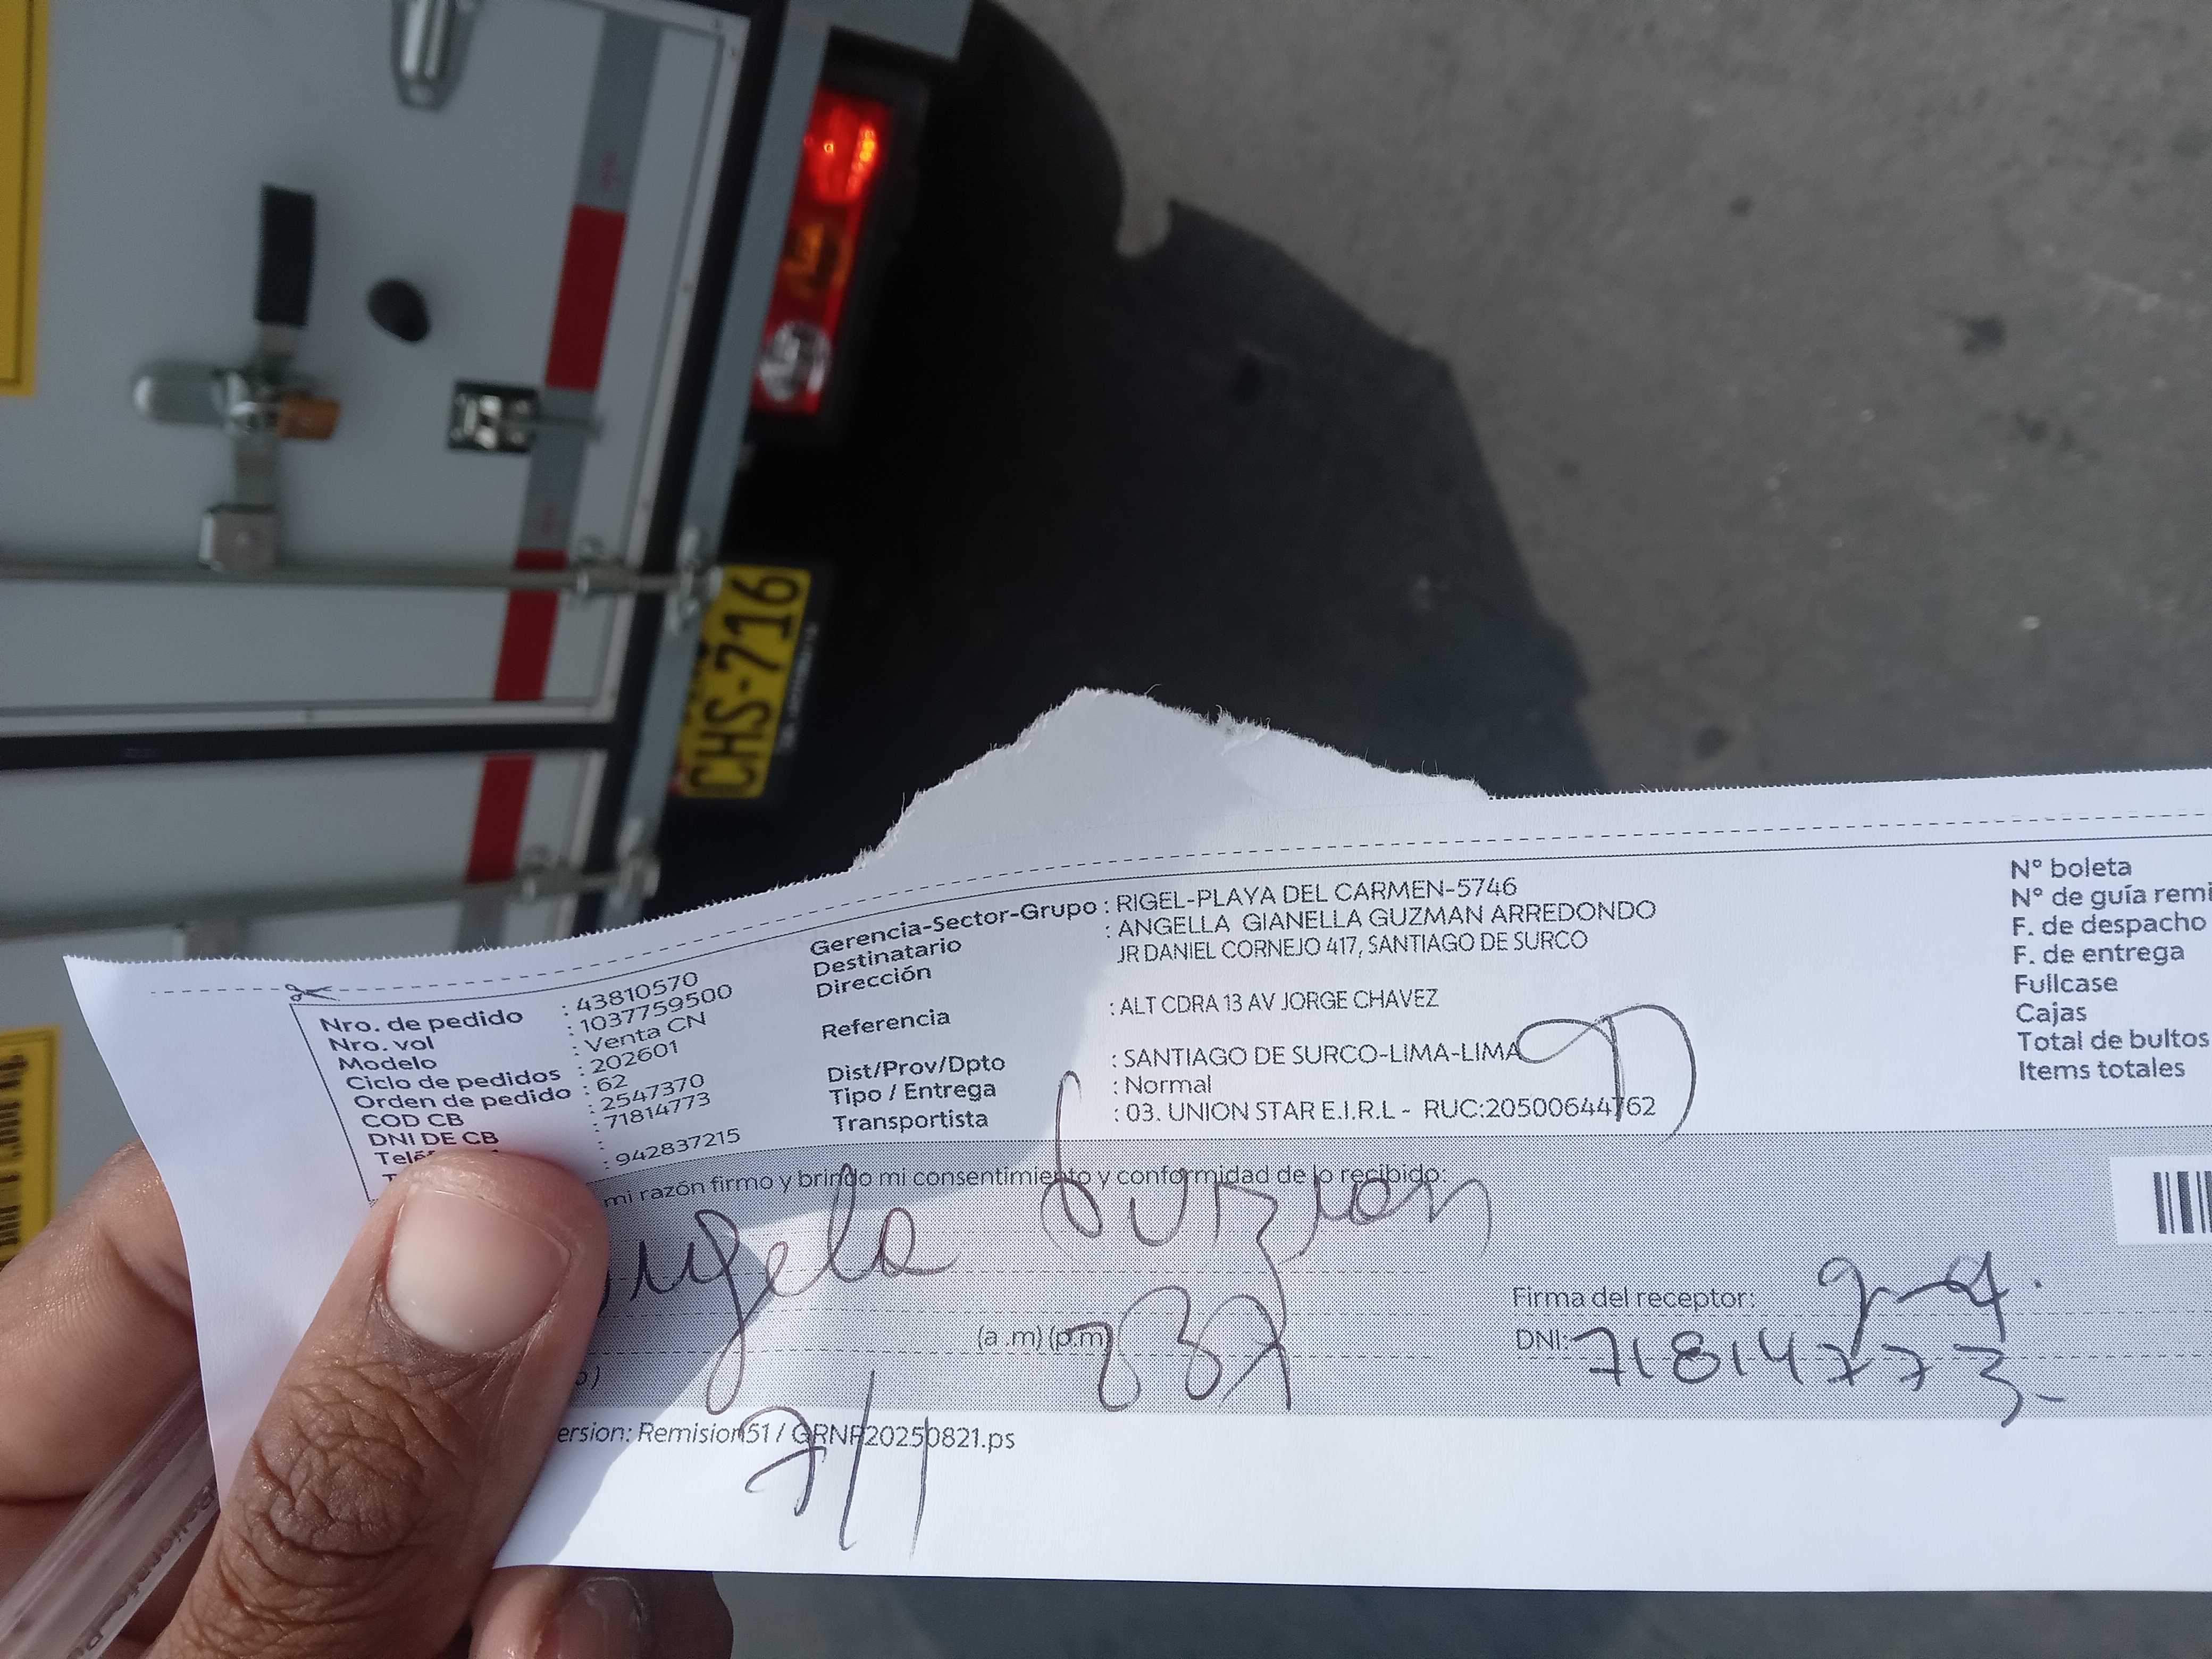 CHS-716
Nro. de pedido : 43810570
Nro. vol : 1037759500
Modelo : Venta CN
Ciclo de pedidos : 202601
Orden de pedido : 62
COD CB : 2547370
DNI DE CB : 71814773
:
: 942837215
Gerencia-Sector-Grupo : RIGEL-PLAYA DEL CARMEN-5746
Destinatario : ANGELLA GIANELLA GUZMAN ARREDONDO
Dirección JR DANIEL CORNEJO 417, SANTIAGO DE SURCO
Referencia : ALT CDRA 13 AV JORGE CHAVEZ
Dist/Prov/Dpto : SANTIAGO DE SURCO-LIMA-LIMA
Tipo / Entrega : Normal
Transportista : 03. UNION STAR E.I.R.L - RUC:20500644762
N° boleta
N° de guía remi
F. de despacho
F. de entrega
Fullcase
Cajas
Total de bultos
Items totales
mi razón firmo y brindo mi consentimiento y conformidad de lo recibido:
ngela Guzman
Firma del receptor:
(a.m) (p.m) 837
DNI: 71814773
ersion: Remision51 / GRNF20250821.ps
7/1